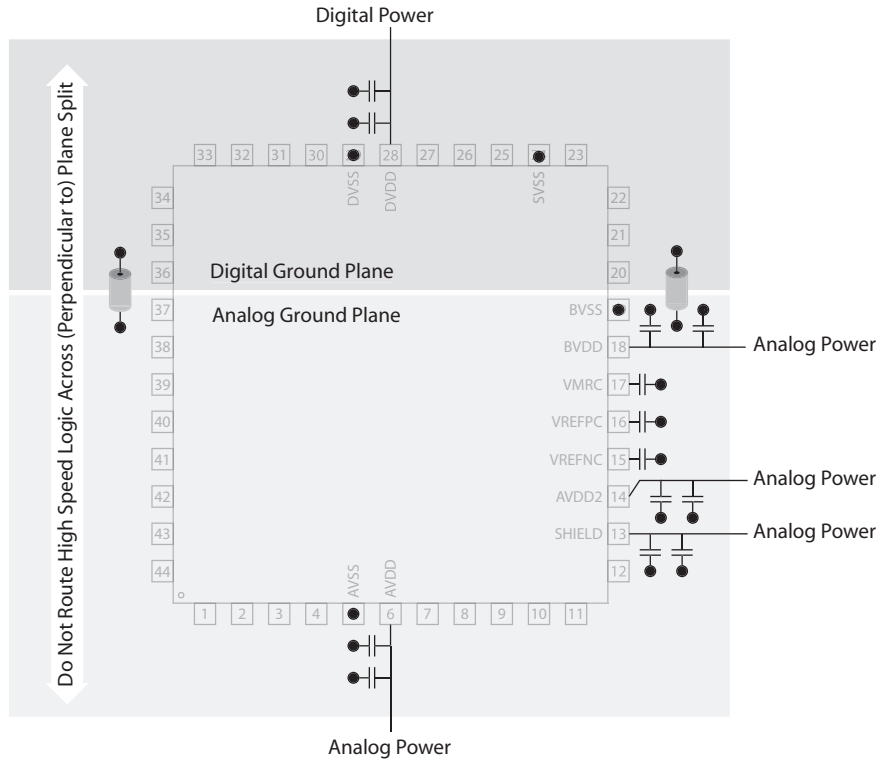 Digital Power
Do Not Route High Speed Logic Across (Perpendicular to) Plane Split
33 32 31 30 28 27 26 25 23
DVSS DVDD SVSS
34 22
35 21
36 Digital Ground Plane 20
37 Analog Ground Plane BVSS
38 BVDD 18 Analog Power
39 VMRC 17
40 VREFPC 16
41 VREFNC 15
42 AVDD2 14 Analog Power
43 SHIELD 13 Analog Power
44 12
AVSS AVDD
1 2 3 4 6 7 8 9 10 11
Analog Power